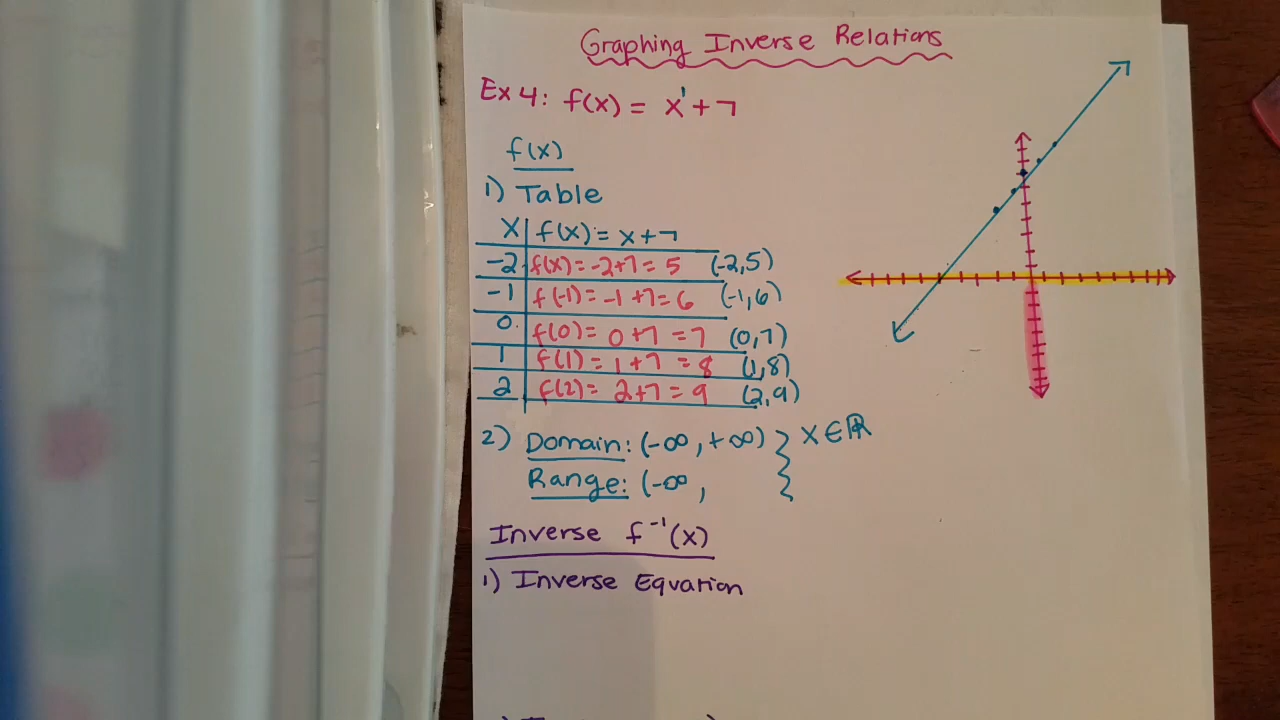 Graphing Inverse Relations
Ex 4: f(x) = x¹ + 7
f(x)
1) Table
x | f(x) = x + 7
-2 | f(x) = -2+7 = 5 (-2,5)
-1 | f(-1) = -1 +7 = 6 (-1,6)
0 | f(0) = 0 +7 = 7 (0,7)
1 | f(1) = 1 + 7 = 8 (1,8)
2 | f(2) = 2+7 = 9 (2,9)
2) Domain: (-∞, +∞) } x ∈ ℝ
Range: (-∞,
Inverse f⁻¹(x)
1) Inverse Equation